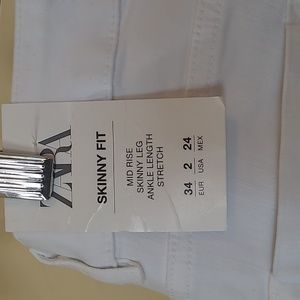 ZARA
SKINNY FIT
MID RISE
SKINNY LEG
ANKLE LENGTH
STRETCH
34 2 24
EUR USA MEX